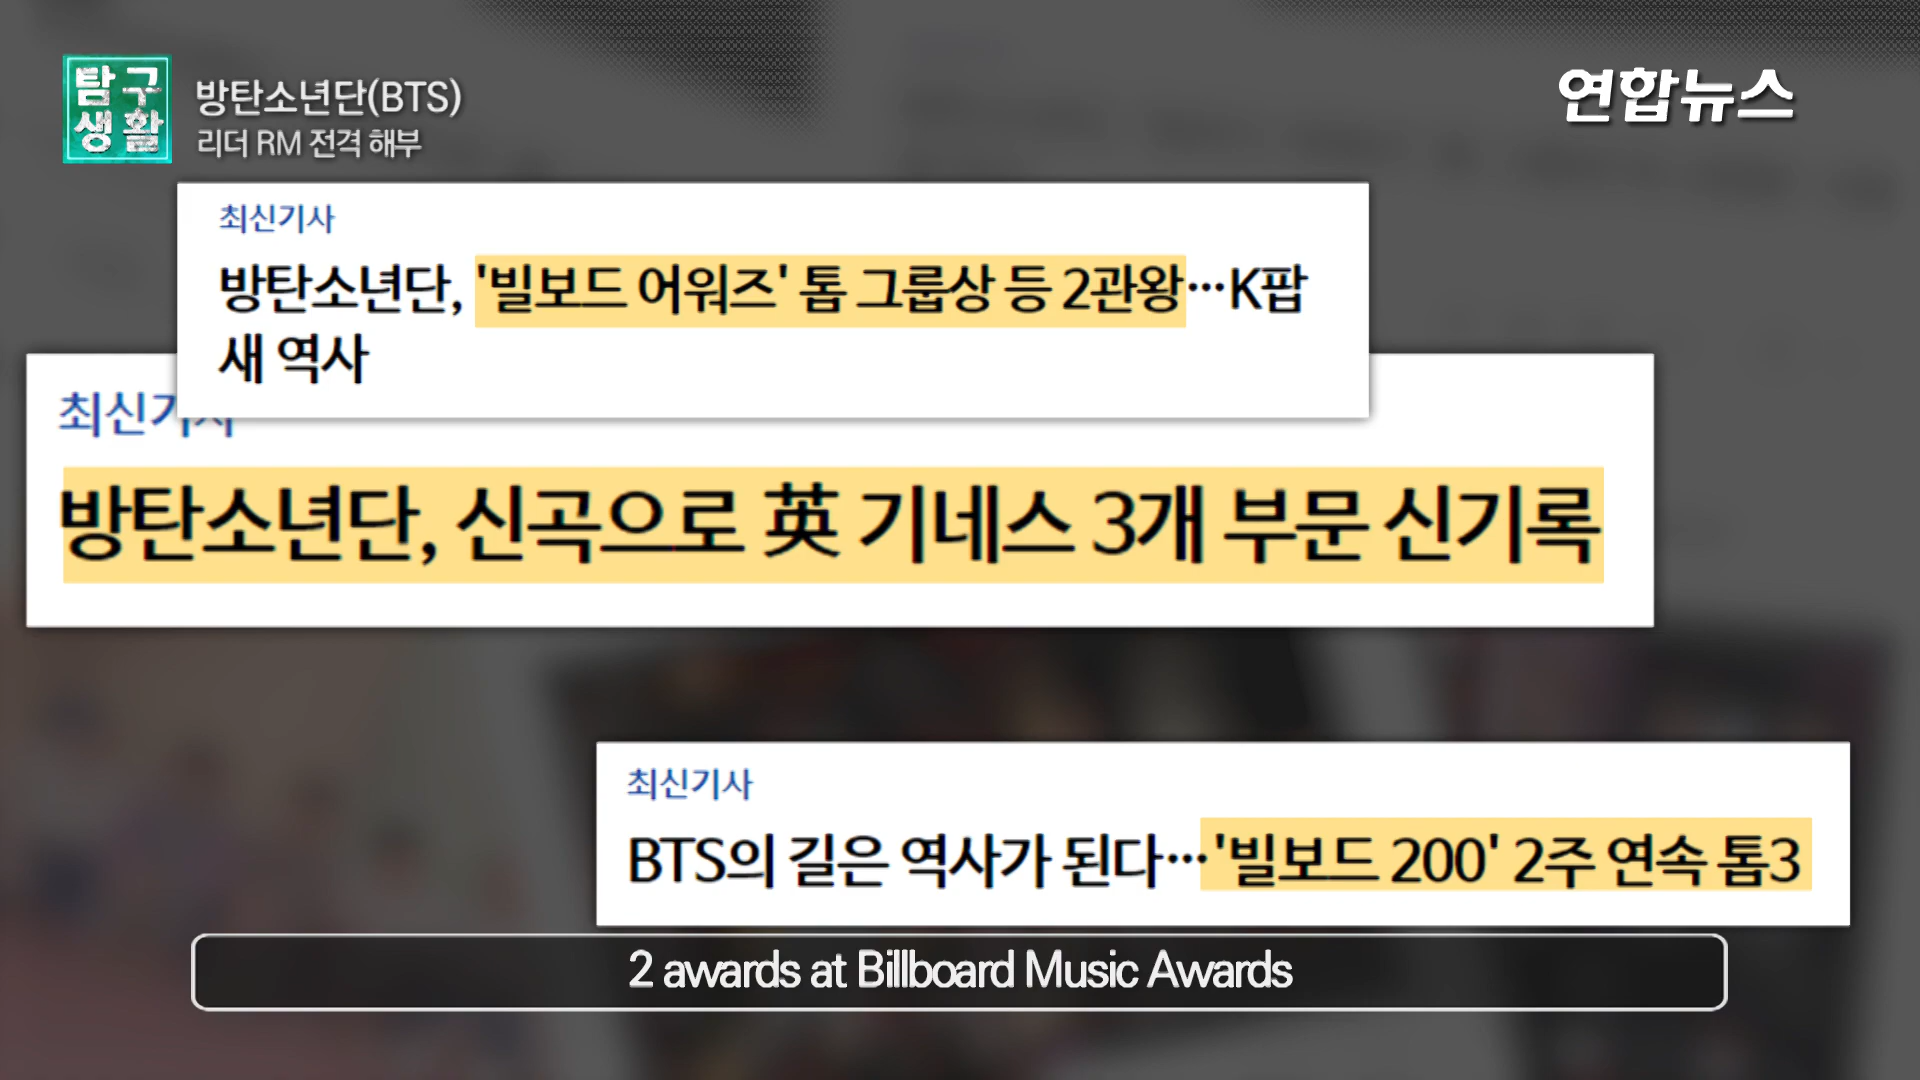 탐구
생활
방탄소년단(BTS)
리더 RM 전격 해부
연합뉴스
최신기사
방탄소년단, '빌보드 어워즈' 톱 그룹상 등 2관왕…K팝
새 역사
최신기사
방탄소년단, 신곡으로 英 기네스 3개 부문 신기록
최신기사
BTS의 길은 역사가 된다…'빌보드 200' 2주 연속 톱3
2 awards at Billboard Music Awards